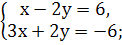 x − 2y = 6,
3x + 2y = −6;